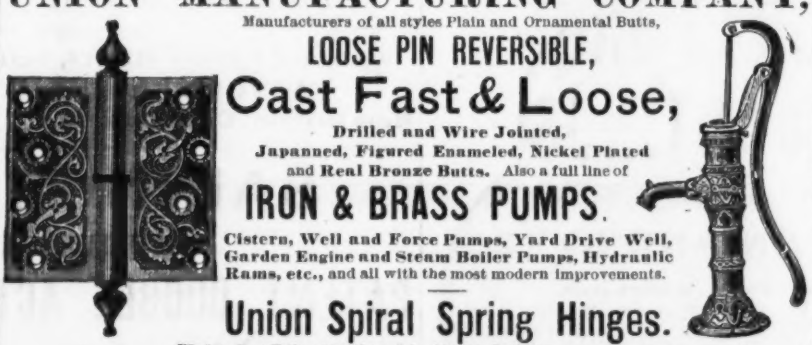 UNION MANUFACTURING COMPANY,
Manufacturers of all styles Plain and Ornamental Butts,
LOOSE PIN REVERSIBLE,
Cast Fast & Loose,
Drilled and Wire Jointed,
Japanned, Figured Enameled, Nickel Plated
and Real Bronze Butts. Also a full line of
IRON & BRASS PUMPS.
Cistern, Well and Force Pumps, Yard Drive Well,
Garden Engine and Steam Boiler Pumps, Hydraulic
Rams, etc., and all with the most modern improvements.
Union Spiral Spring Hinges.